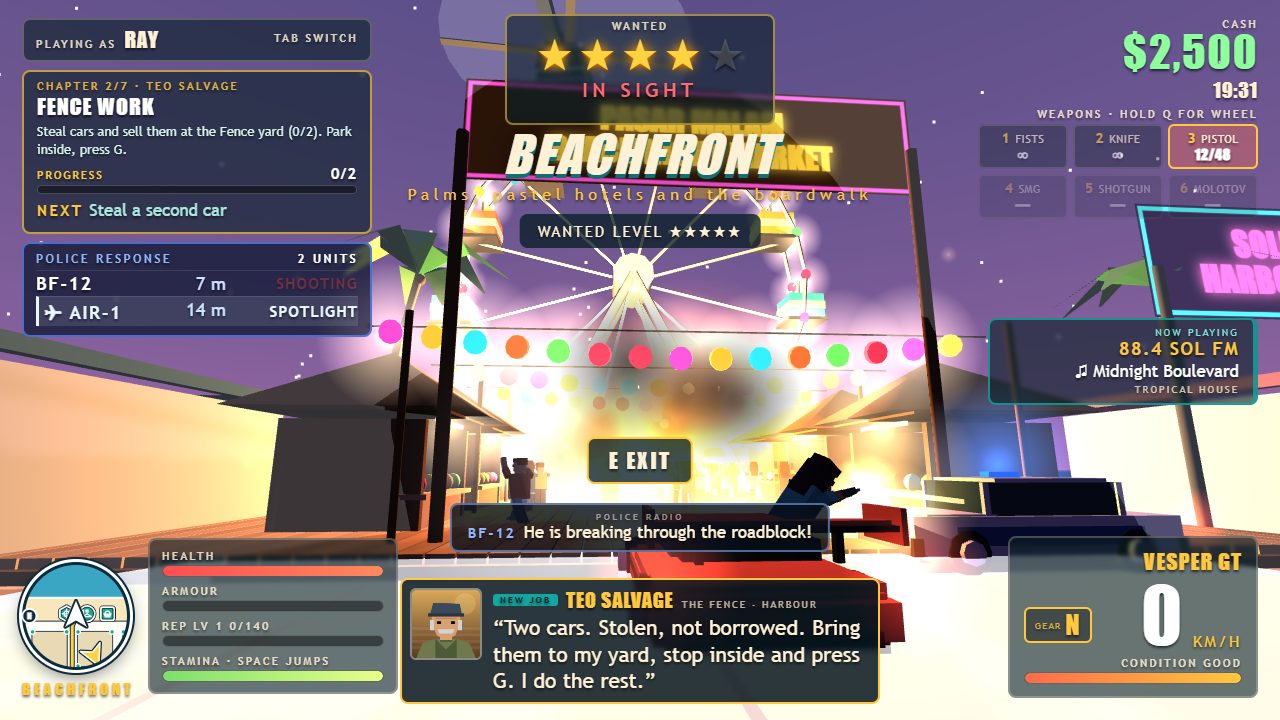 PLAYING AS RAY TAB SWITCH
CHAPTER 2/7 · TEO SALVAGE
FENCE WORK
Steal cars and sell them at the Fence yard (0/2). Park
inside, press G.
PROGRESS 0/2
NEXT Steal a second car
POLICE RESPONSE 2 UNITS
BF-12 7 m SHOOTING
AIR-1 14 m SPOTLIGHT
WANTED
IN SIGHT
PASAR MALAM
MARKET
BEACHFRONT
Palms, pastel hotels and the boardwalk
WANTED LEVEL ★★★★★
CASH
$2,500
19:31
WEAPONS · HOLD Q FOR WHEEL
1 FISTS ∞
2 KNIFE ∞
3 PISTOL 12/48
4 SMG —
5 SHOTGUN —
6 MOLOTOV —
NOW PLAYING
88.4 SOL FM
♫ Midnight Boulevard
TROPICAL HOUSE
E EXIT
POLICE RADIO
BF-12 He is breaking through the roadblock!
BEACHFRONT
HEALTH
ARMOUR
REP LV 1 0/140
STAMINA · SPACE JUMPS
NEW JOB TEO SALVAGE THE FENCE · HARBOUR
“Two cars. Stolen, not borrowed. Bring
them to my yard, stop inside and press
G. I do the rest.”
VESPER GT
GEAR N
0 KM/H
CONDITION GOOD